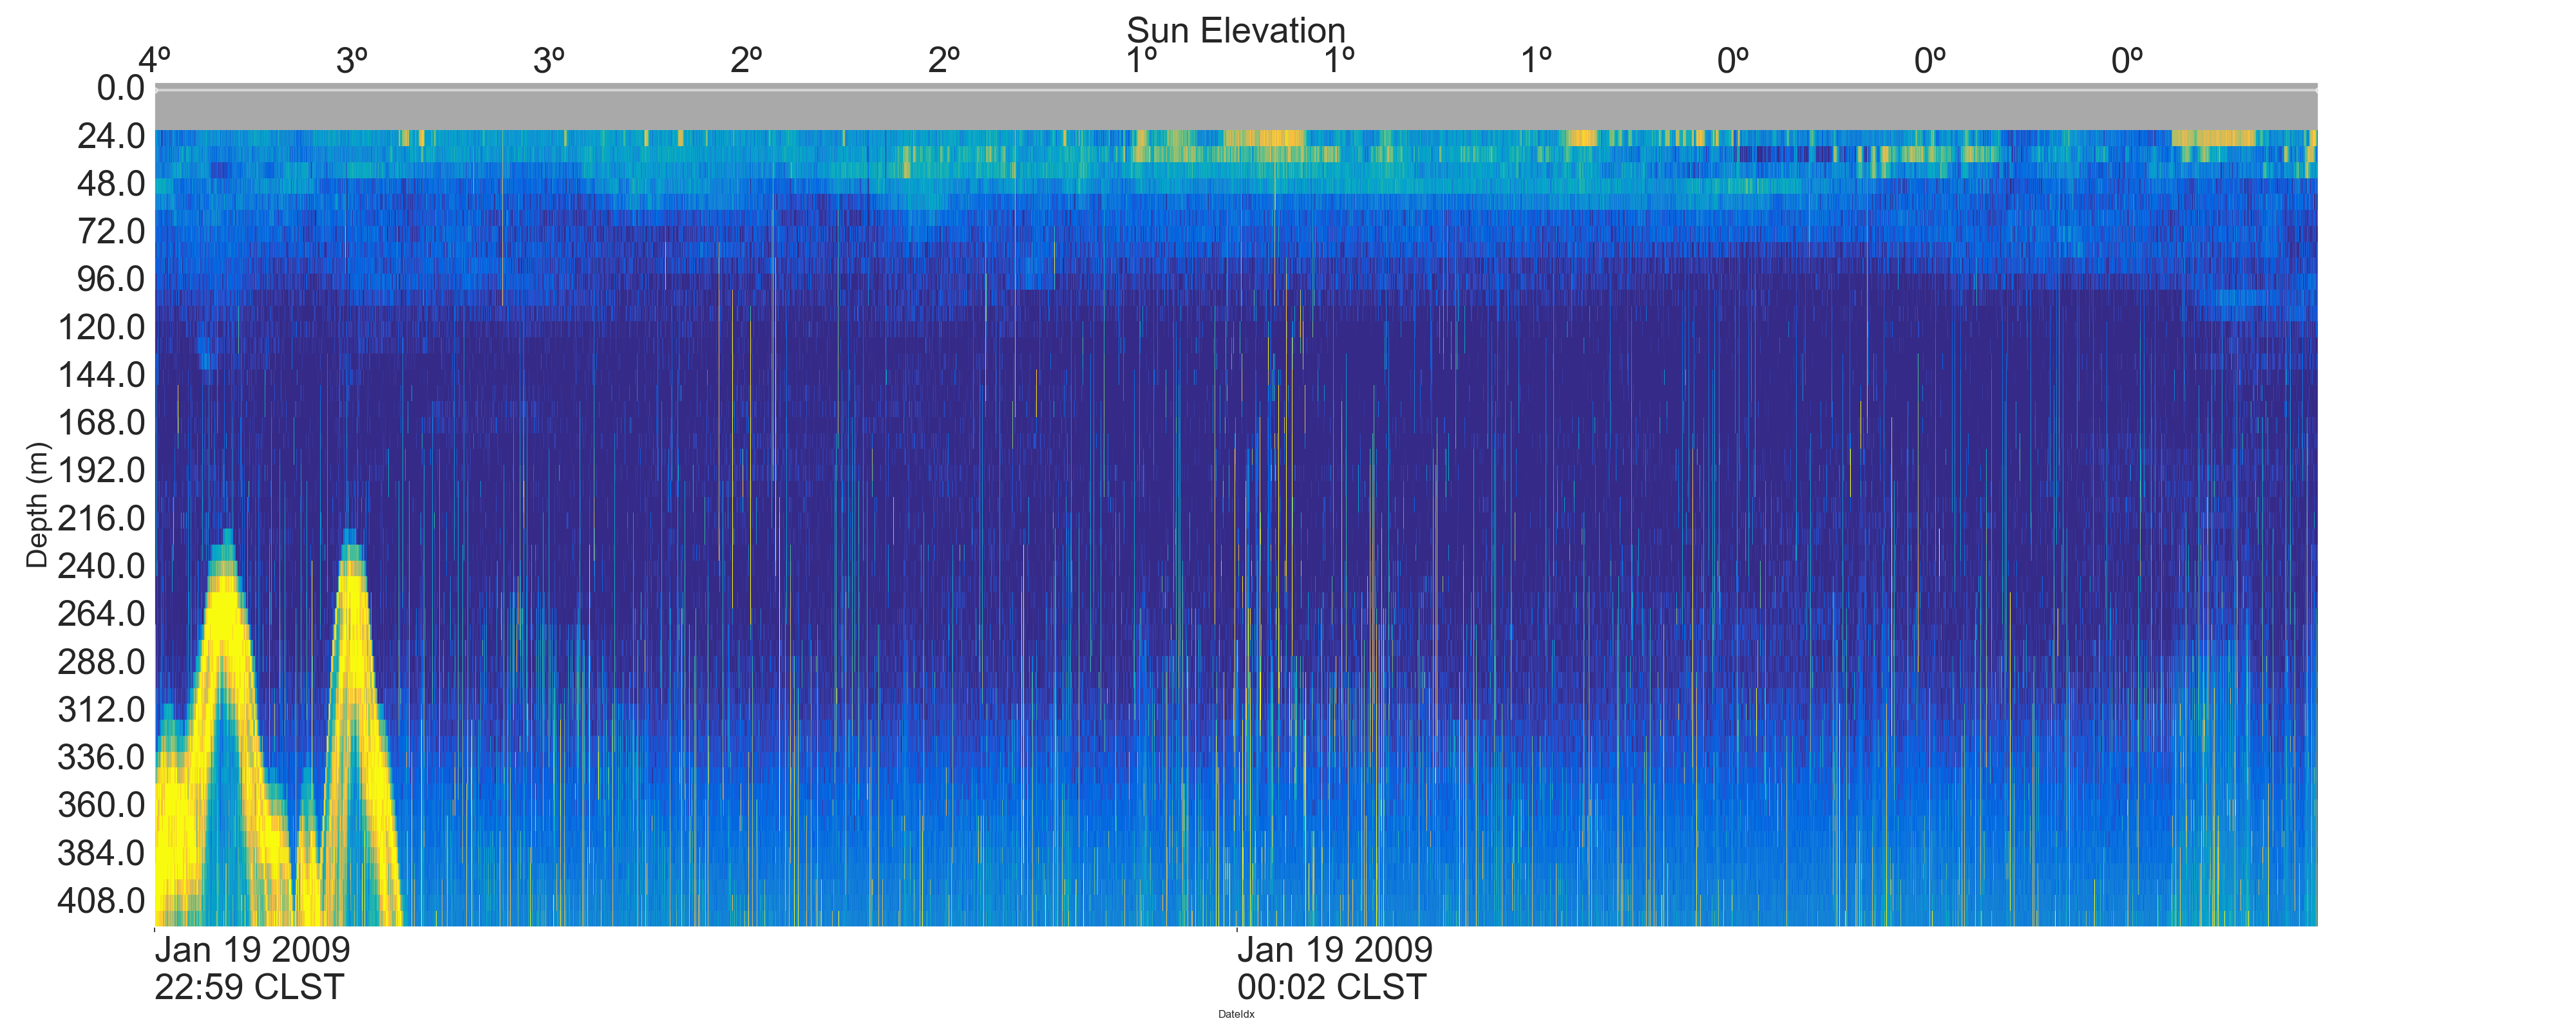 Sun Elevation
4º 3º 3º 2º 2º 1º 1º 1º 0º 0º 0º
0.0
24.0
48.0
72.0
96.0
120.0
144.0
168.0
192.0
216.0
240.0
264.0
288.0
312.0
336.0
360.0
384.0
408.0
Depth (m)
Jan 19 2009
22:59 CLST
Jan 19 2009
00:02 CLST
DateIdx